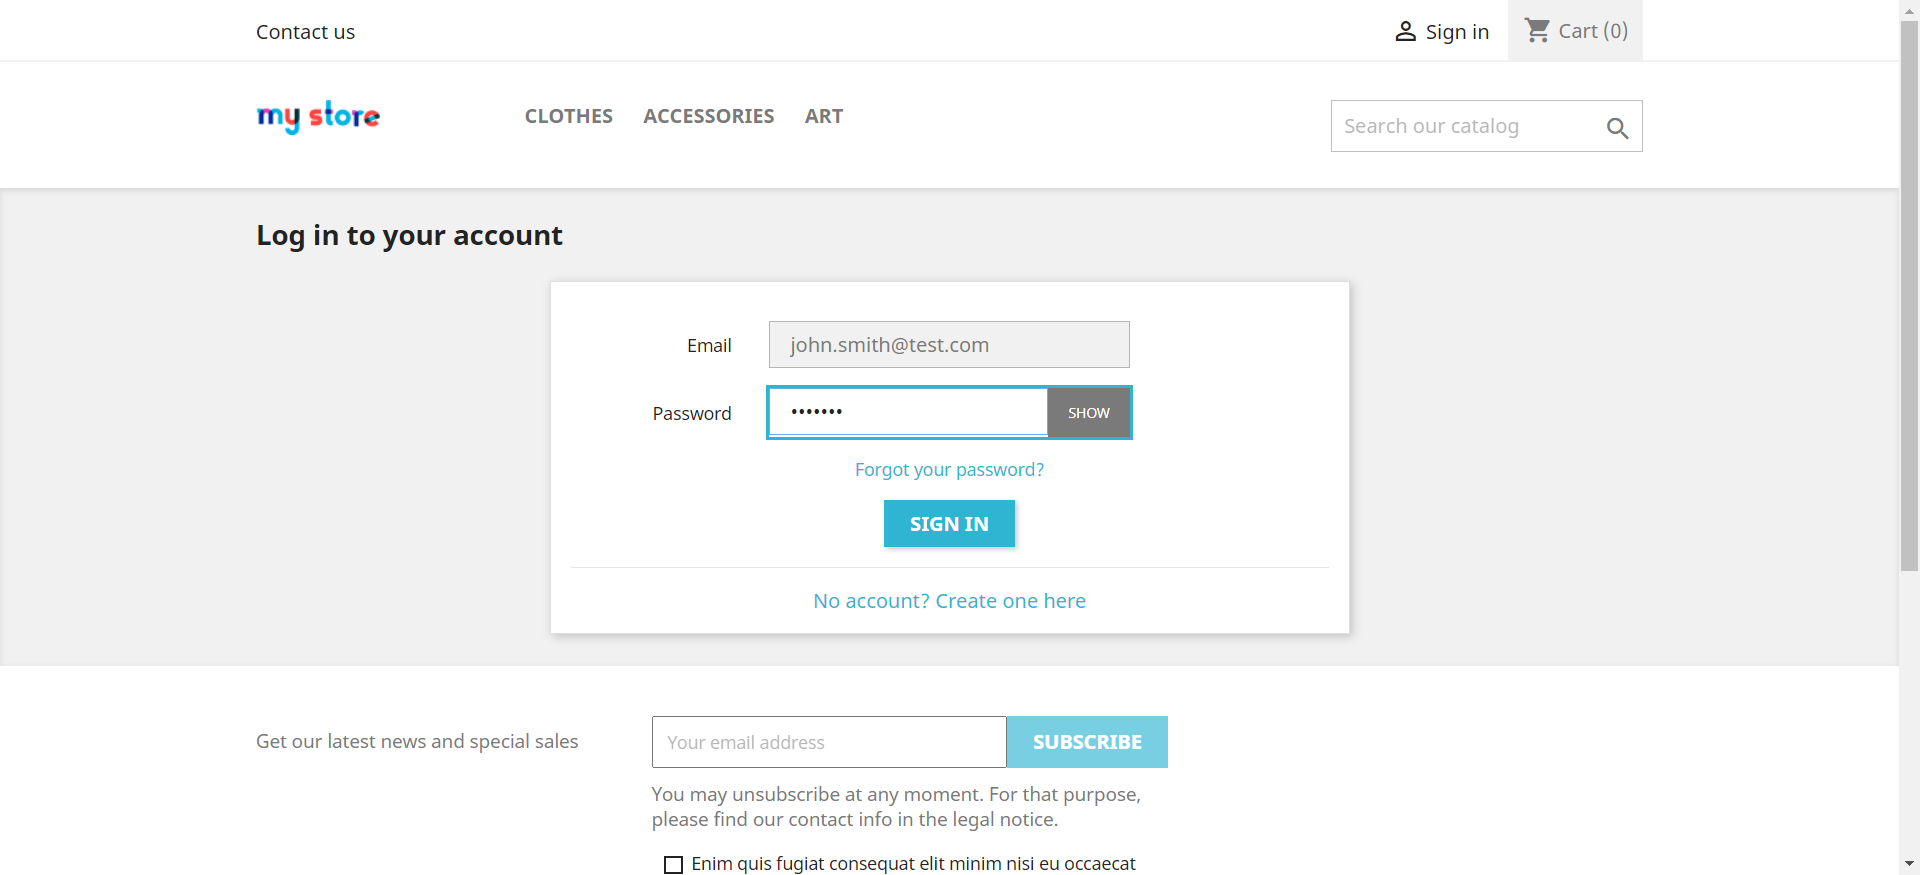 Contact us
Sign in
Cart (0)
my store
CLOTHES
ACCESSORIES
ART
Search our catalog
Log in to your account
Email
john.smith@test.com
Password
•••••••
SHOW
Forgot your password?
SIGN IN
No account? Create one here
Get our latest news and special sales
Your email address
SUBSCRIBE
You may unsubscribe at any moment. For that purpose,
please find our contact info in the legal notice.
Enim quis fugiat consequat elit minim nisi eu occaecat